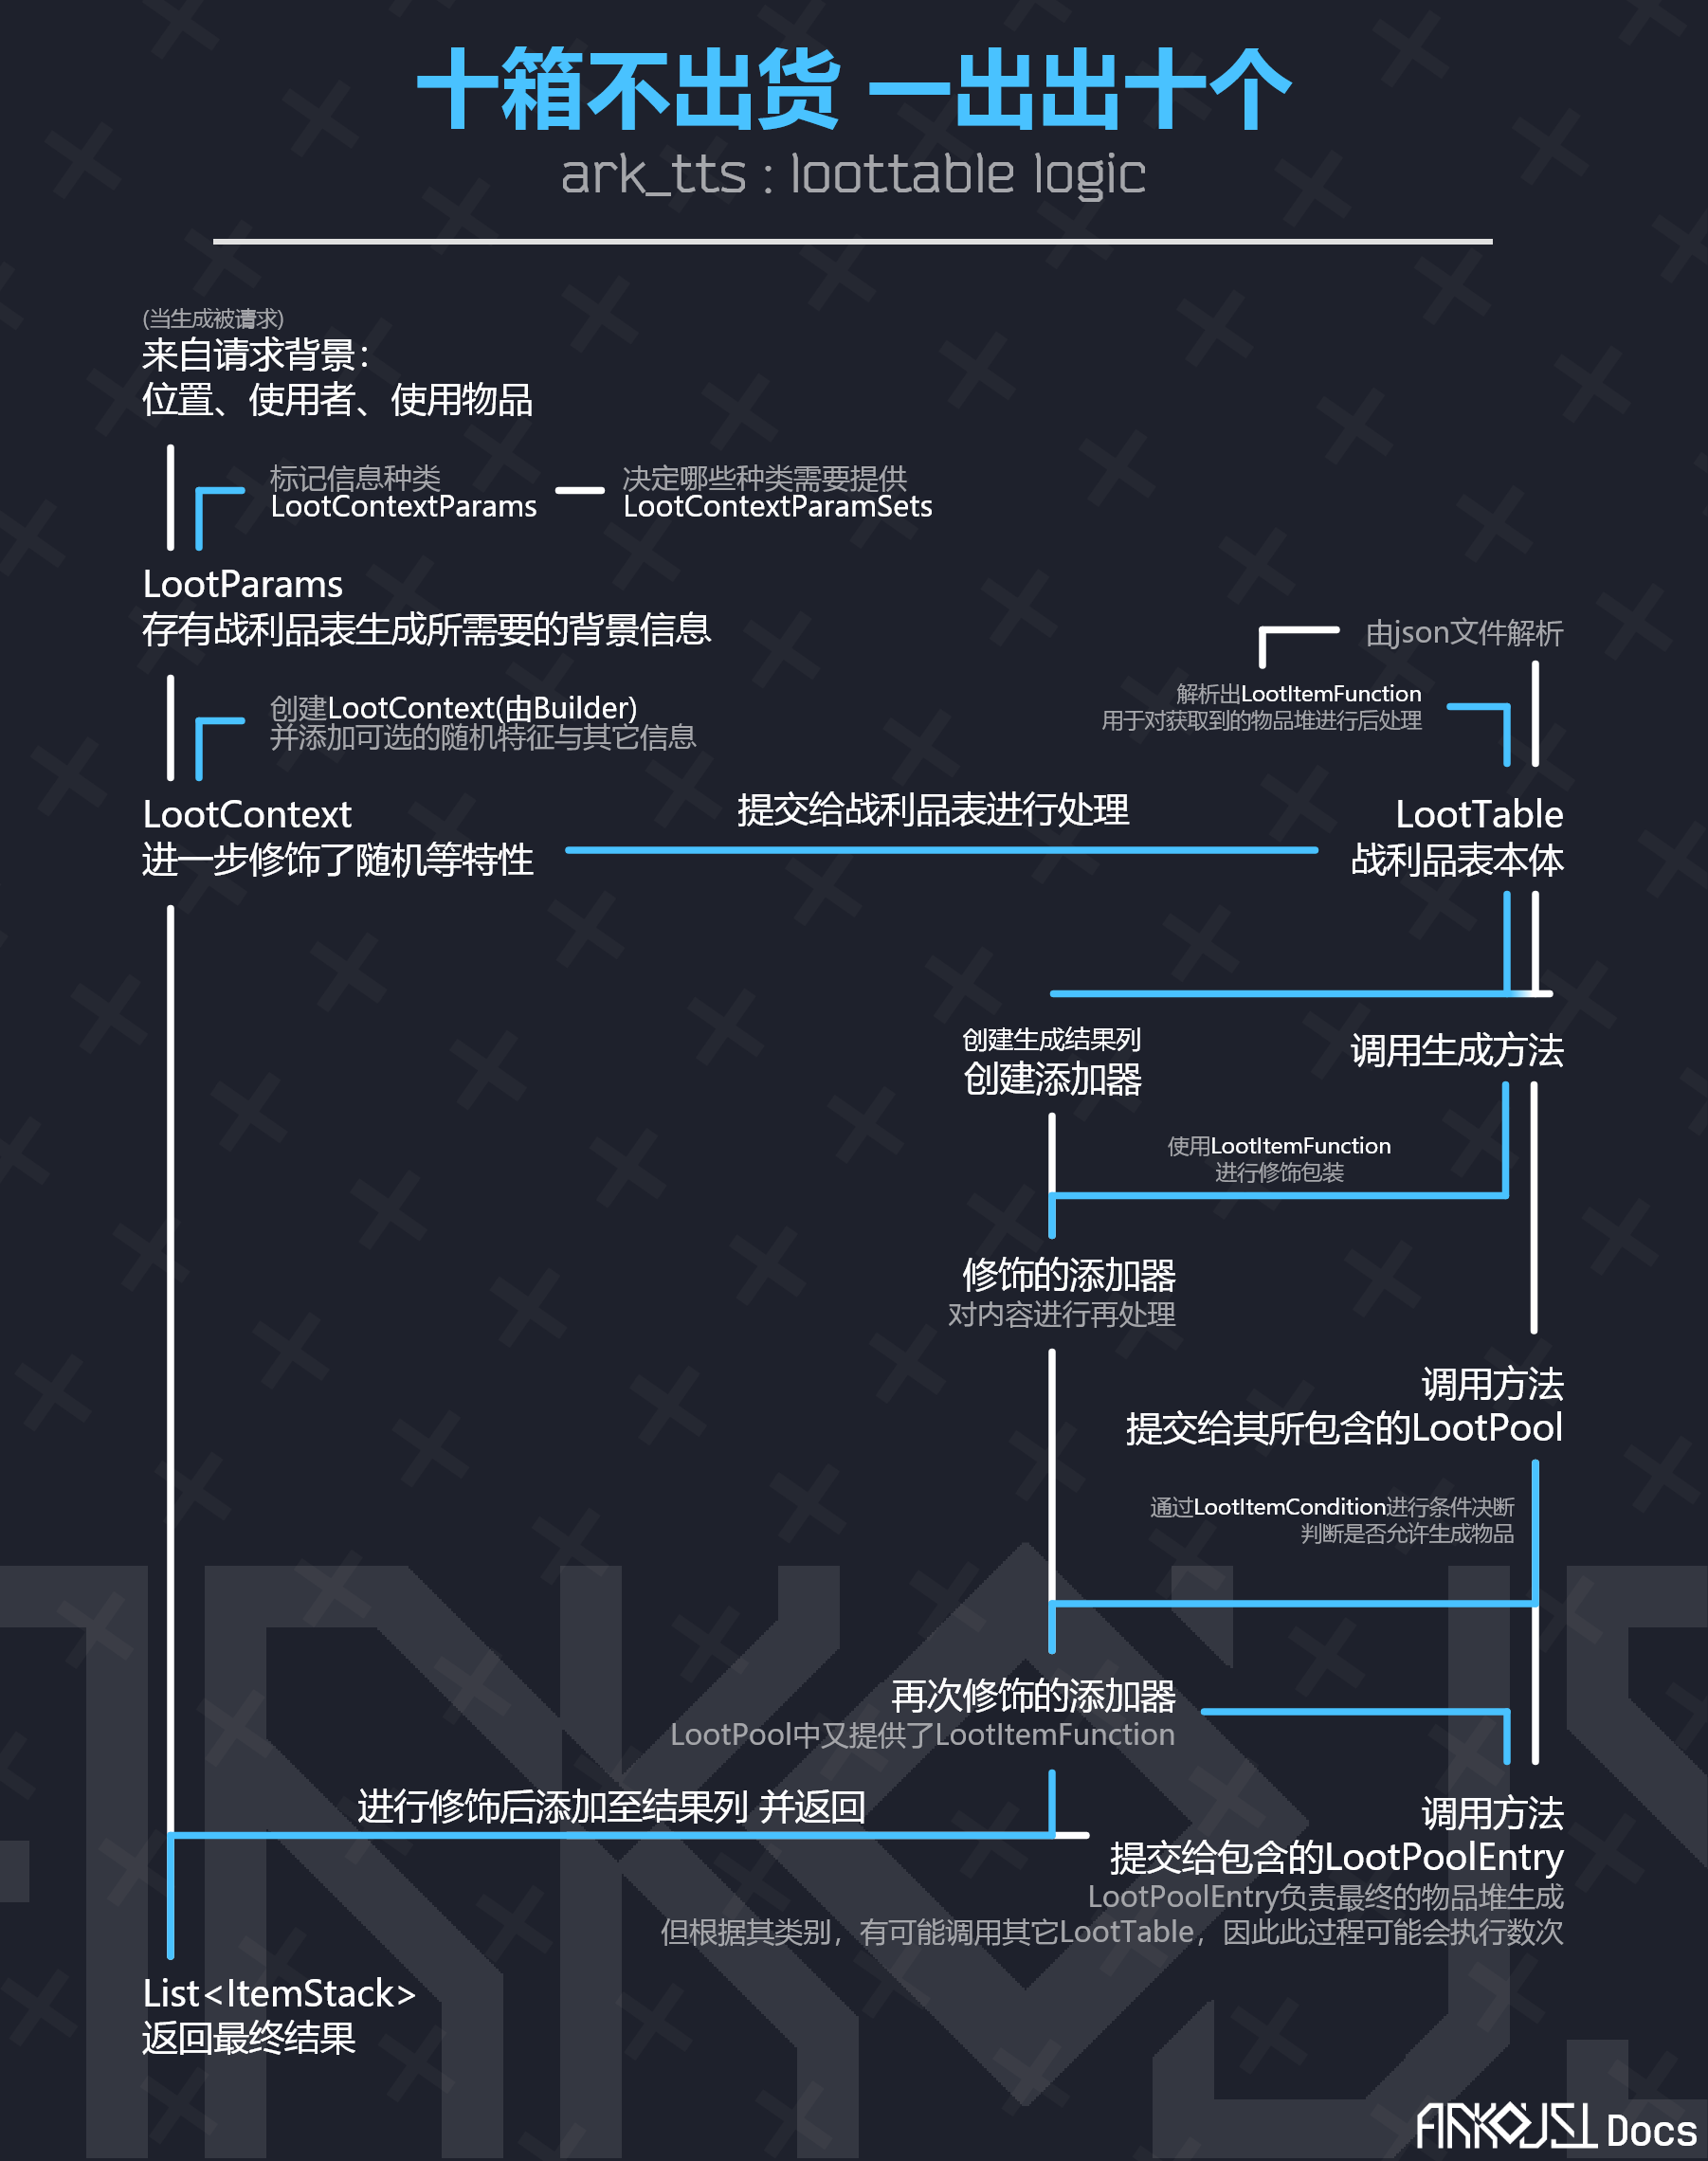 十箱不出货 一出出十个
ark_tts : loottable logic
(当生成被请求)
来自请求背景：
位置、使用者、使用物品
标记信息种类
LootContextParams
决定哪些种类需要提供
LootContextParamSets
LootParams
存有战利品表生成所需要的背景信息
由json文件解析
解析出LootItemFunction
用于对获取到的物品堆进行后处理
创建LootContext(由Builder)
并添加可选的随机特征与其它信息
LootContext
进一步修饰了随机等特性
提交给战利品表进行处理
LootTable
战利品表本体
创建生成结果列
创建添加器
调用生成方法
使用LootItemFunction
进行修饰包装
修饰的添加器
对内容进行再处理
调用方法
提交给其所包含的LootPool
通过LootItemCondition进行条件决断
判断是否允许生成物品
再次修饰的添加器
LootPool中又提供了LootItemFunction
进行修饰后添加至结果列 并返回
调用方法
提交给包含的LootPoolEntry
LootPoolEntry负责最终的物品堆生成
但根据其类别，有可能调用其它LootTable，因此此过程可能会执行数次
List<ItemStack>
返回最终结果
Docs